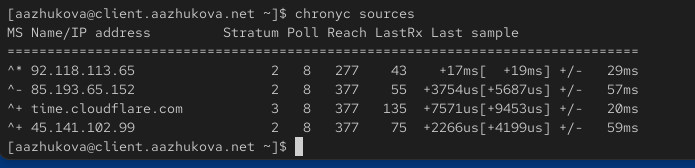 [aazhukova@client.aazhukova.net ~]$ chronyc sources
MS Name/IP address         Stratum Poll Reach LastRx Last sample
===============================================================================
^* 92.118.113.65                 2   8   277    43    +17ms[  +19ms] +/-   29ms
^- 85.193.65.152                 2   8   377    55  +3754us[+5687us] +/-   57ms
^+ time.cloudflare.com           3   8   377   135  +7571us[+9453us] +/-   20ms
^+ 45.141.102.99                 2   8   377    75  +2266us[+4199us] +/-   59ms
[aazhukova@client.aazhukova.net ~]$